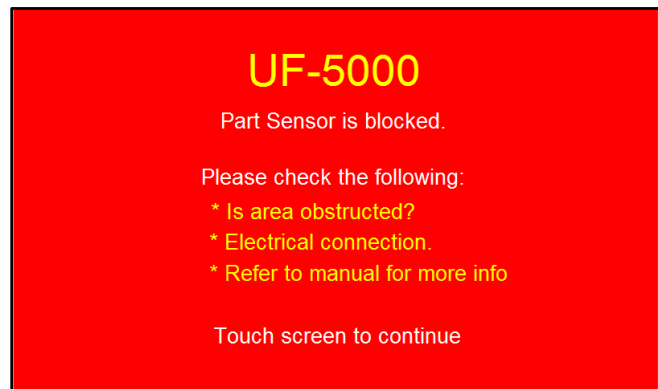 UF-5000
Part Sensor is blocked.
Please check the following:
* Is area obstructed?
* Electrical connection.
* Refer to manual for more info
Touch screen to continue